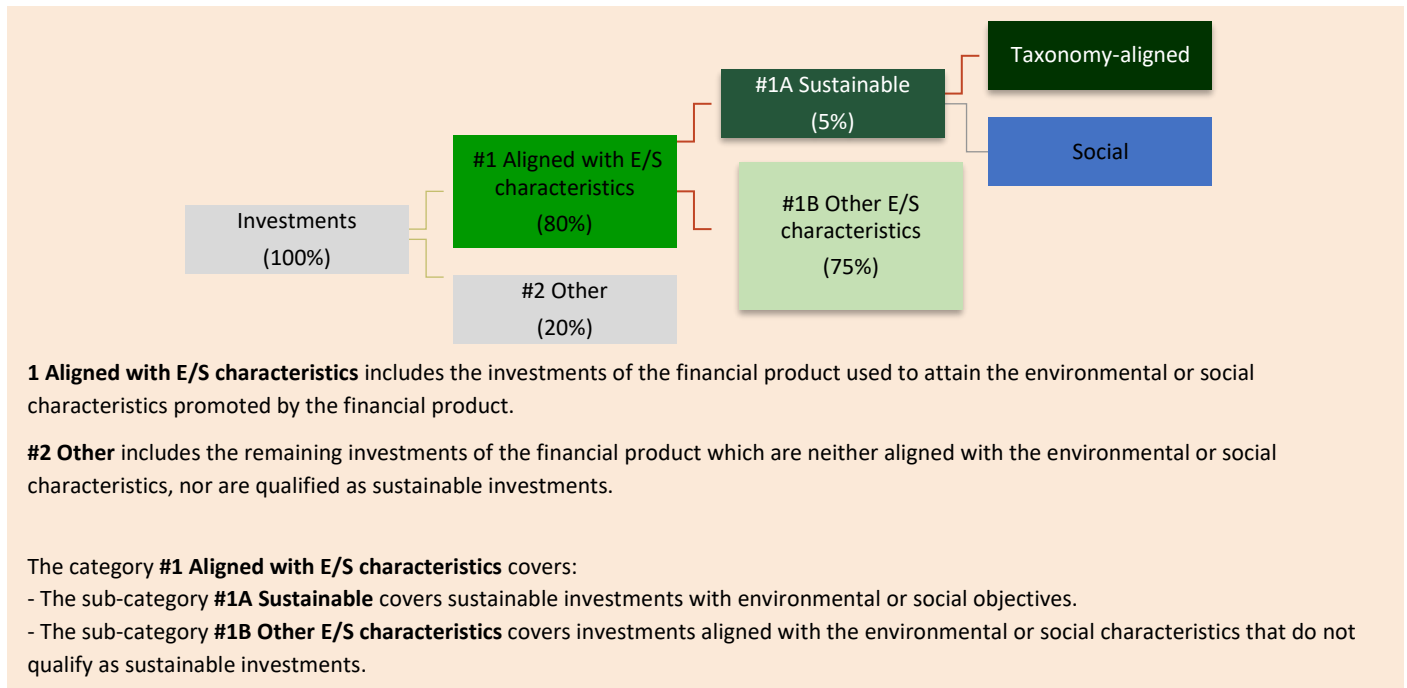 Taxonomy-aligned
#1A Sustainable
(5%)
Social
#1 Aligned with E/S
characteristics
(80%)
#1B Other E/S
characteristics
(75%)
Investments
(100%)
#2 Other
(20%)
1 Aligned with E/S characteristics includes the investments of the financial product used to attain the environmental or social
characteristics promoted by the financial product.
#2 Other includes the remaining investments of the financial product which are neither aligned with the environmental or social
characteristics, nor are qualified as sustainable investments.
The category #1 Aligned with E/S characteristics covers:
- The sub-category #1A Sustainable covers sustainable investments with environmental or social objectives.
- The sub-category #1B Other E/S characteristics covers investments aligned with the environmental or social characteristics that do not
qualify as sustainable investments.